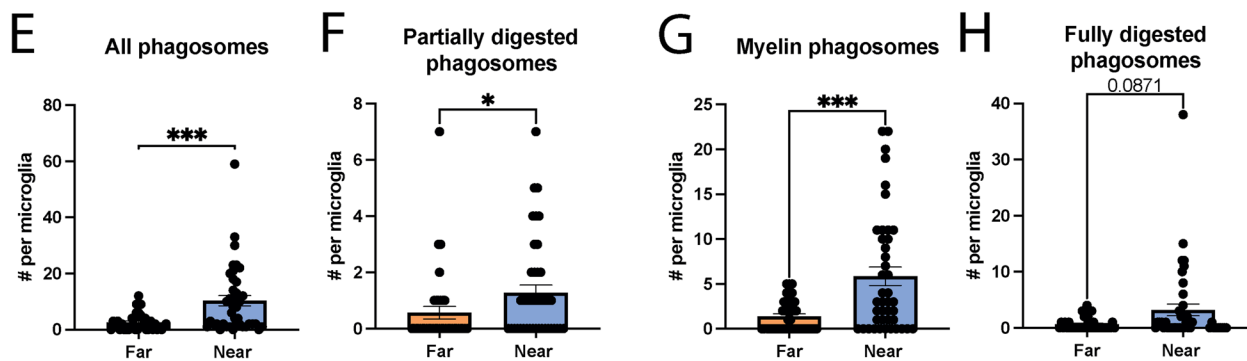 E
All phagosomes
# per microglia
80
60
40
20
0
***
Far
Near
F
Partially digested
phagosomes
# per microglia
8
6
4
2
0
*
Far
Near
G
Myelin phagosomes
# per microglia
25
20
15
10
5
0
***
Far
Near
H
Fully digested
phagosomes
0.0871
# per microglia
40
30
20
10
0
Far
Near